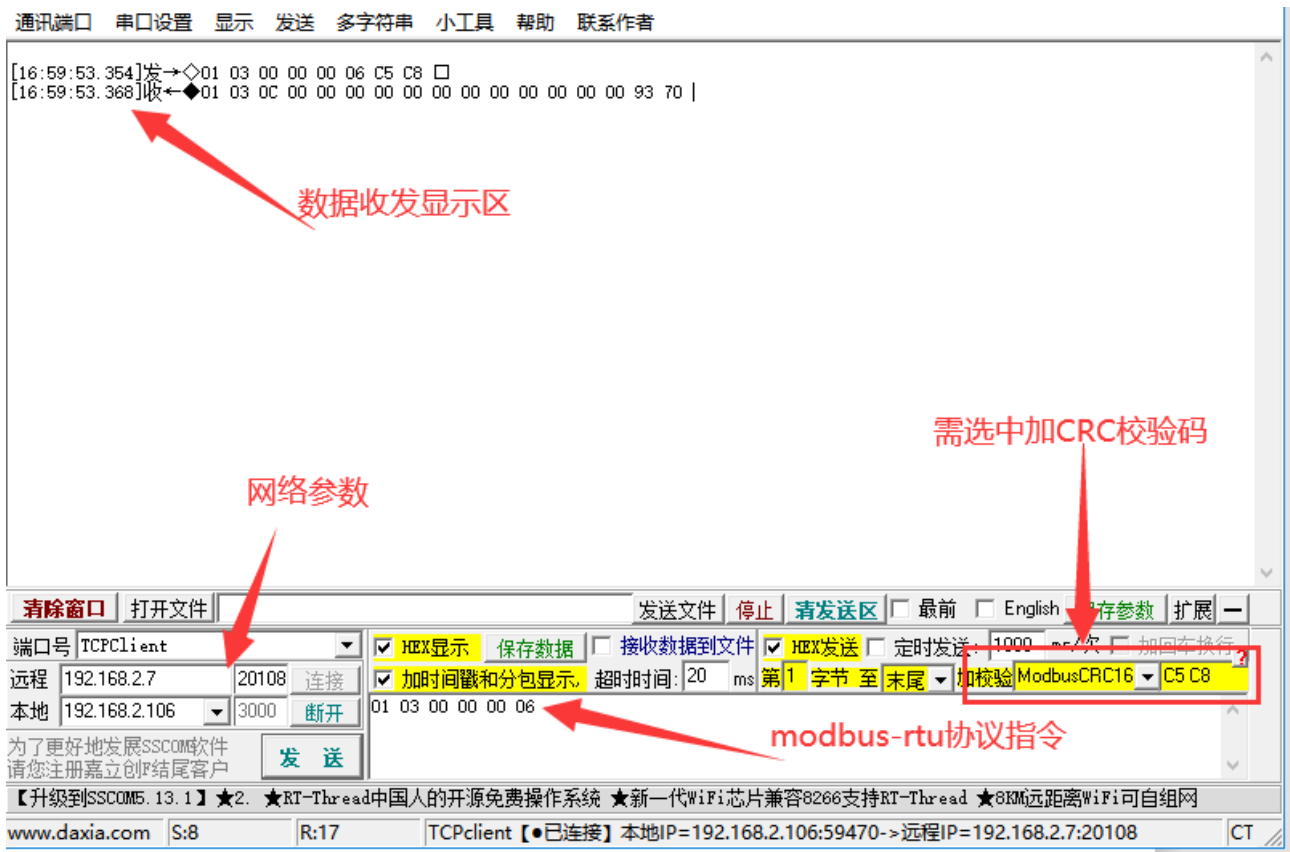 通讯端口 串口设置 显示 发送 多字符串 小工具 帮助 联系作者
[16:59:53.354]发→◇01 03 00 00 00 06 C5 C8 □
[16:59:53.368]收←◆01 03 0C 00 00 00 00 00 00 00 00 00 00 00 00 93 70
数据收发显示区
需选中加CRC校验码
网络参数
清除窗口 打开文件 发送文件 停止 清发送区 最前 English 存参数 扩展 —
端口号 TCPClient HEX显示 保存数据 接收数据到文件 HEX发送 定时发送: 1000 ms/次 加回车换行
远程 192.168.2.7 20108 连接 加时间戳和分包显示, 超时时间: 20 ms 第 1 字节 至 末尾 加校验 ModbusCRC16 C5 C8 ?
本地 192.168.2.106 3000 断开 01 03 00 00 00 06
modbus-rtu协议指令
为了更好地发展SSCOM软件
请您注册嘉立创F结尾客户
发 送
【升级到SSCOM5.13.1】★2. ★RT-Thread中国人的开源免费操作系统 ★新一代WiFi芯片兼容8266支持RT-Thread ★8KM远距离WiFi可自组网
www.daxia.com S:8 R:17 TCPclient【●已连接】本地IP=192.168.2.106:59470->远程IP=192.168.2.7:20108 CT